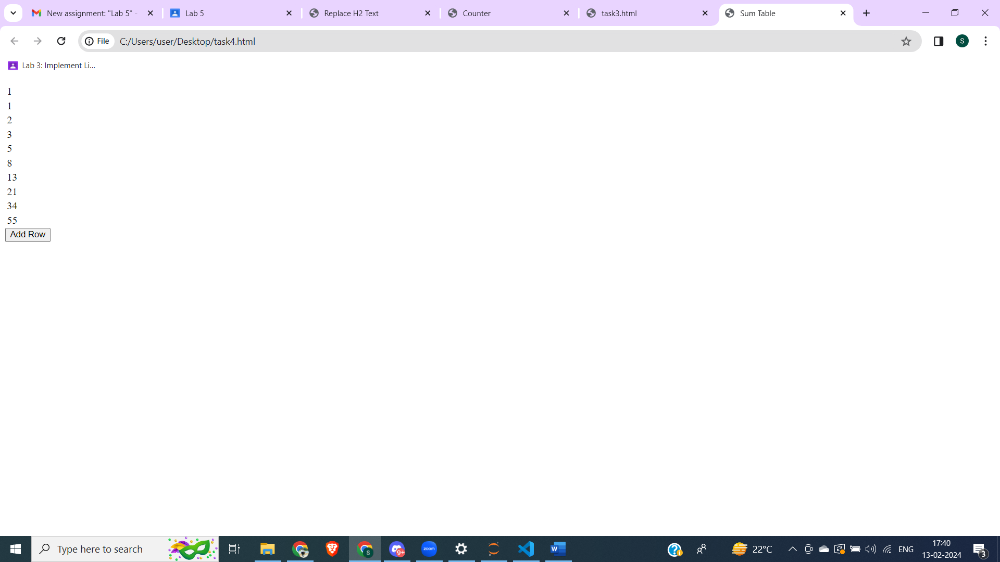 New assignment: "Lab 5" -
Lab 5
Replace H2 Text
Counter
task3.html
Sum Table
File
C:/Users/user/Desktop/task4.html
S
Lab 3: Implement Li...
1
1
2
3
5
8
13
21
34
55
Add Row
Type here to search
S
9+
zoom
W
22°C
ENG
17:40
13-02-2024
3